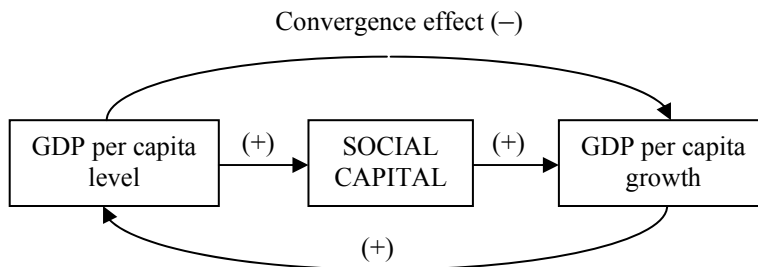 Convergence effect (−)
GDP per capita
level
(+)
SOCIAL
CAPITAL
(+)
GDP per capita
growth
(+)